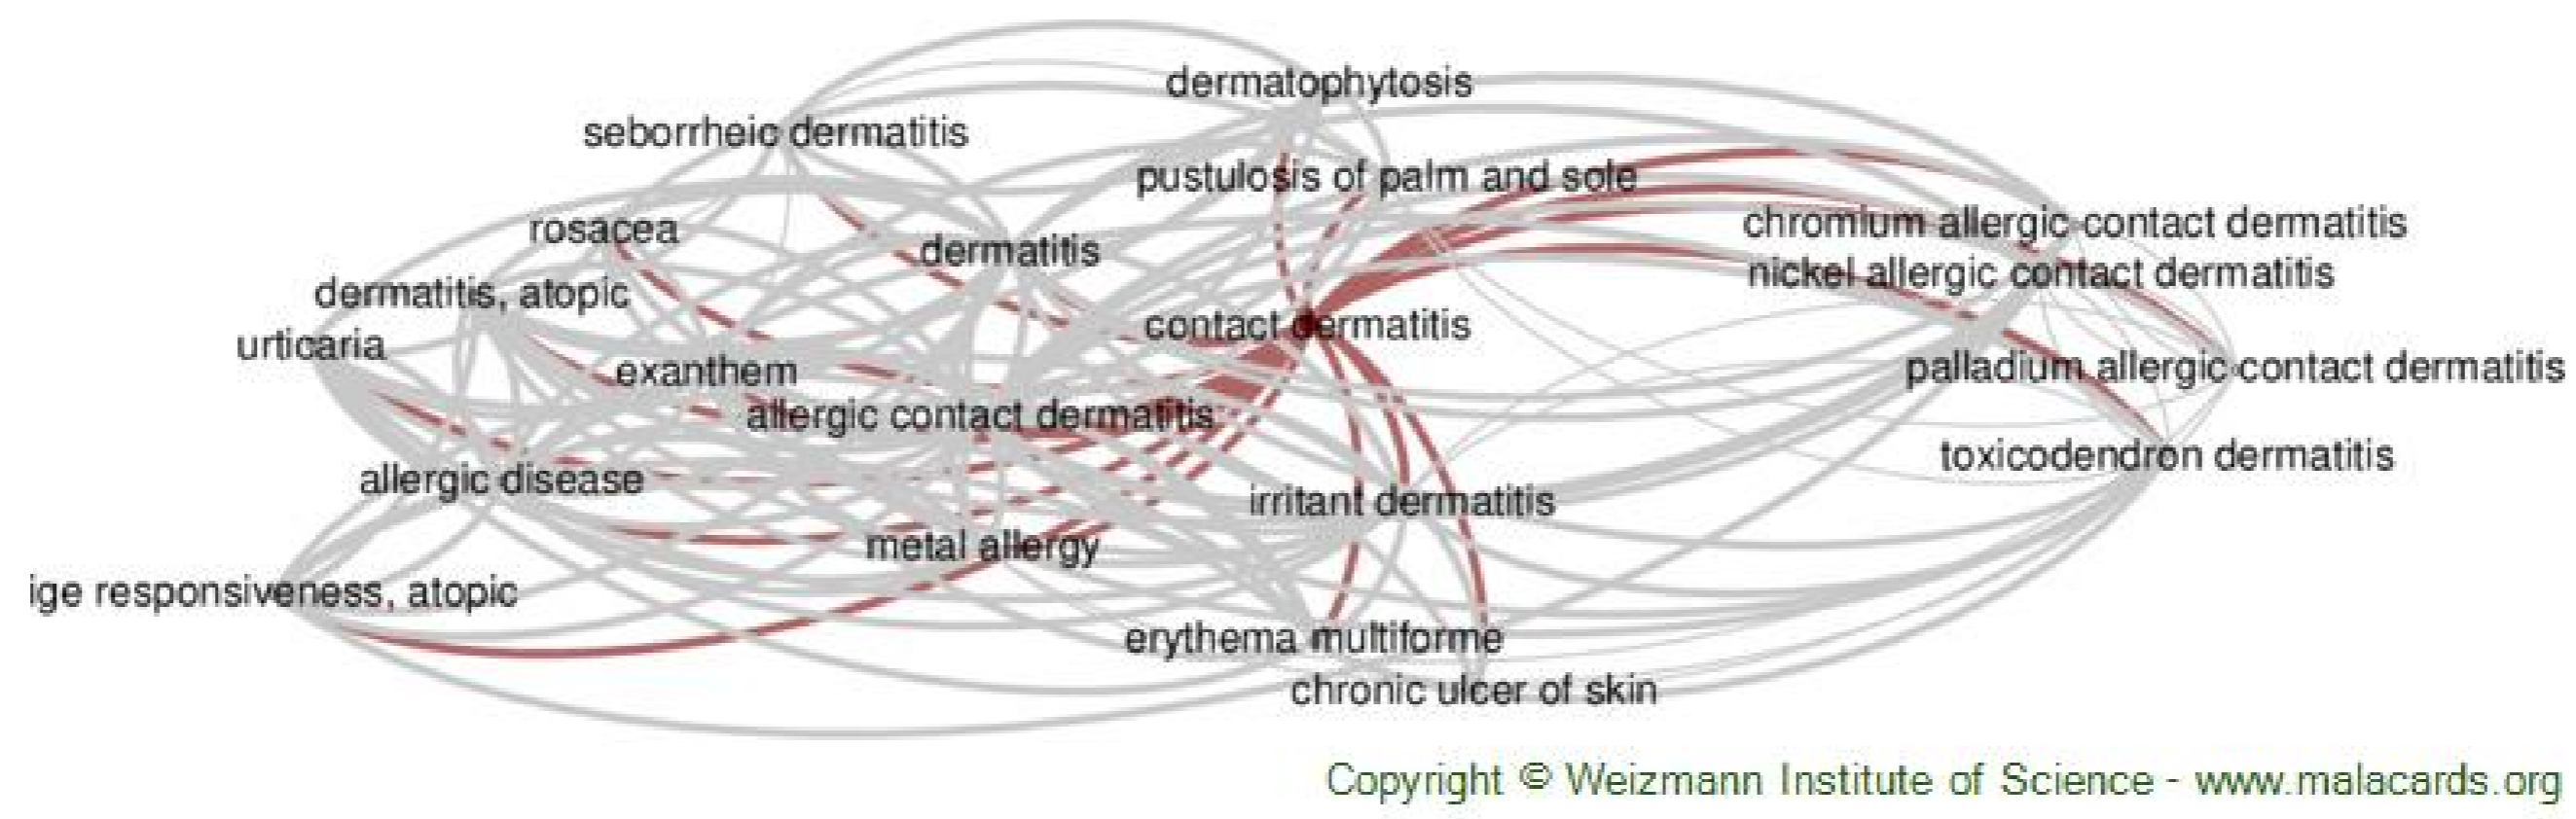 dermatophytosis
seborrheic dermatitis
pustulosis of palm and sole
rosacea
dermatitis
chromium allergic contact dermatitis
nickel allergic contact dermatitis
dermatitis, atopic
contact dermatitis
urticaria
exanthem
palladium allergic contact dermatitis
allergic contact dermatitis
toxicodendron dermatitis
allergic disease
irritant dermatitis
metal allergy
ige responsiveness, atopic
erythema multiforme
chronic ulcer of skin
Copyright © Weizmann Institute of Science - www.malacards.org